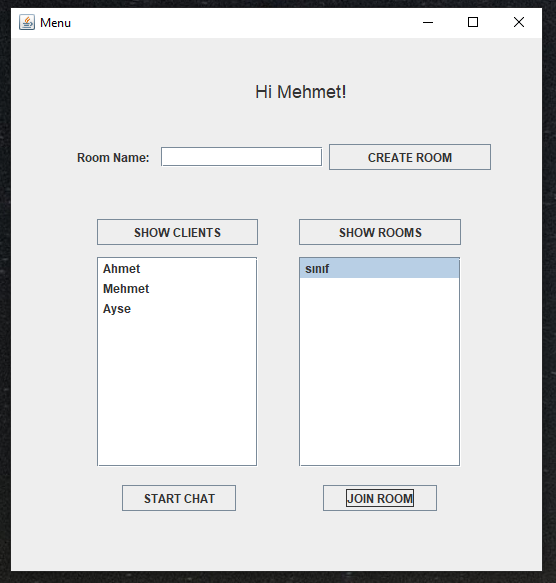 Menu
Hi Mehmet!
Room Name:
CREATE ROOM
SHOW CLIENTS
SHOW ROOMS
Ahmet
Mehmet
Ayse
sınıf
START CHAT
JOIN ROOM